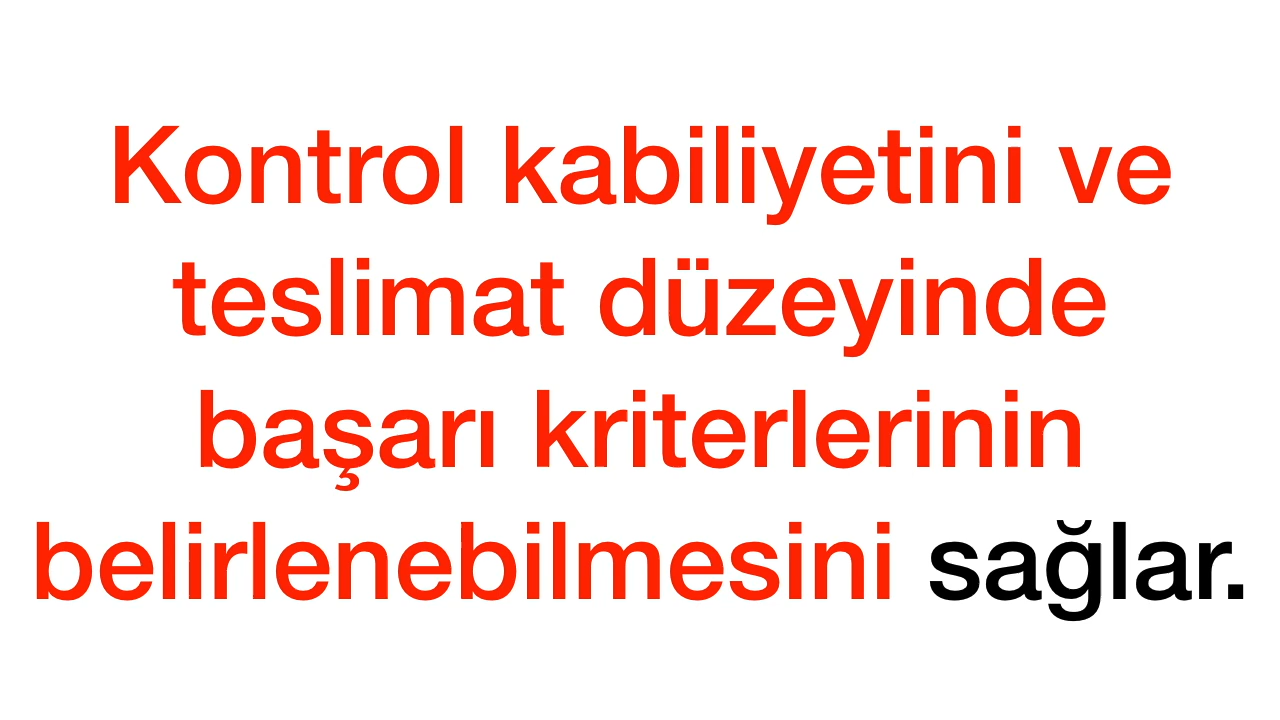 Kontrol kabiliyetini ve
teslimat düzeyinde
başarı kriterlerinin
belirlenebilmesini sağlar.